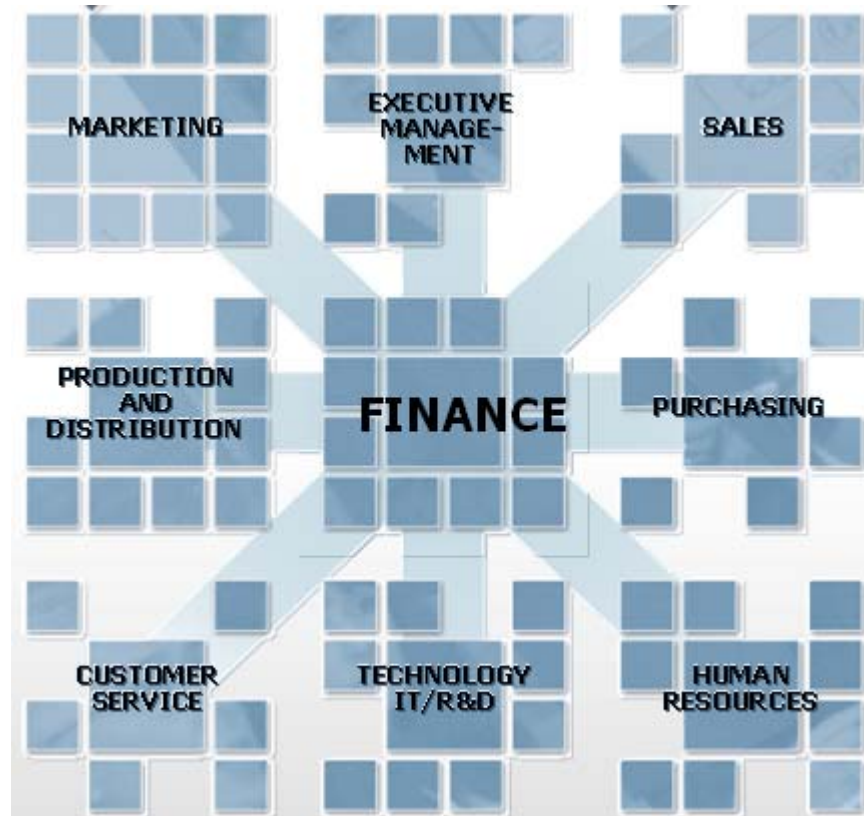 MARKETING
EXECUTIVE
MANAGE-
MENT
SALES
PRODUCTION
AND
DISTRIBUTION
FINANCE
PURCHASING
CUSTOMER
SERVICE
TECHNOLOGY
IT/R&D
HUMAN
RESOURCES